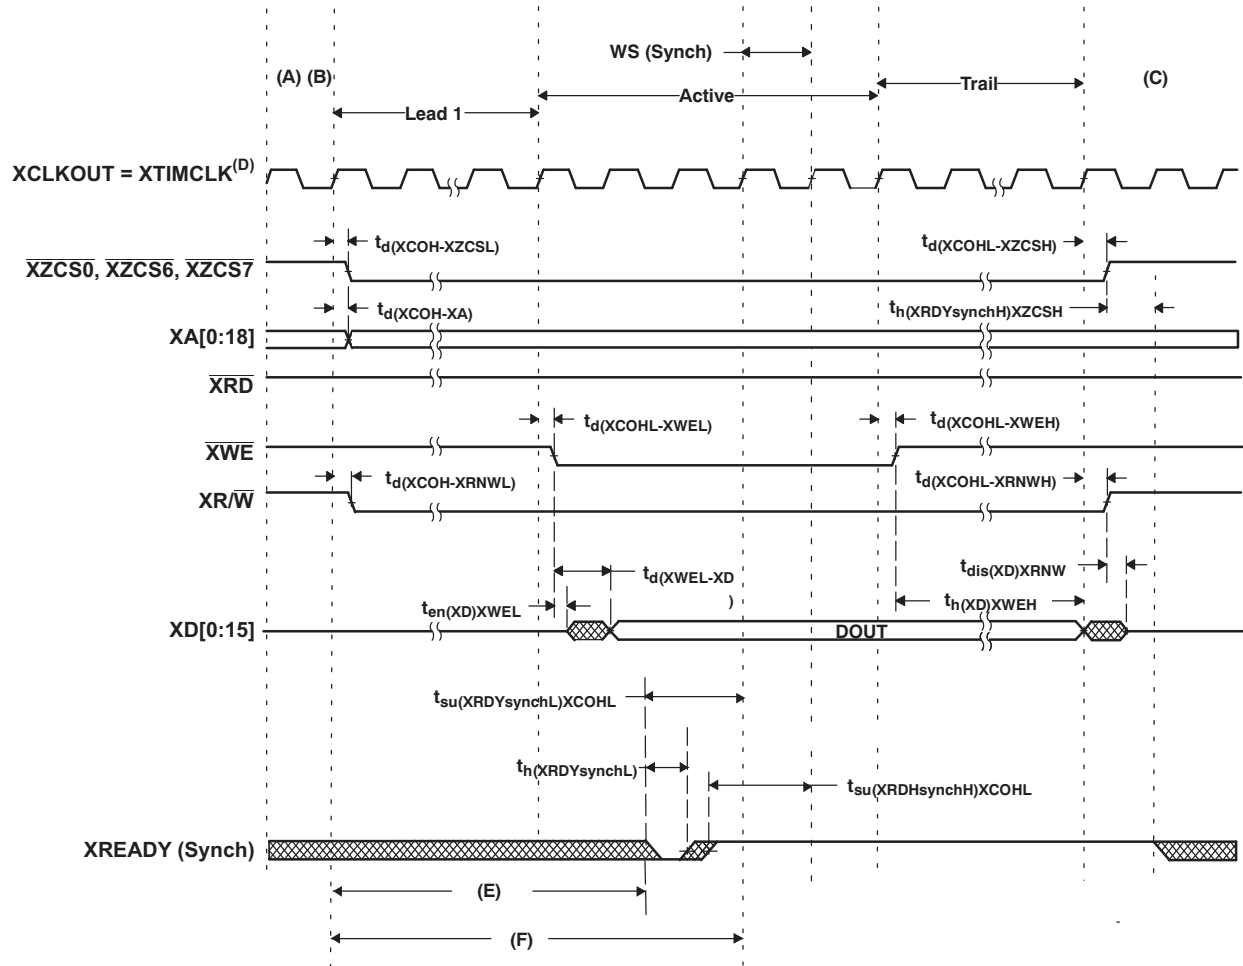 WS (Synch)
(A) (B)
Trail
(C)
Active
Lead 1
XCLKOUT = XTIMCLK(D)
td(XCOH-XZCSL)
td(XCOHL-XZCSH)
XZCS0, XZCS6, XZCS7
td(XCOH-XA)
th(XRDYsynchH)XZCSH
XA[0:18]
XRD
td(XCOHL-XWEL)
td(XCOHL-XWEH)
XWE
td(XCOH-XRNWL)
td(XCOHL-XRNWH)
XR/W
tdis(XD)XRNW
td(XWEL-XD
)
ten(XD)XWEL
th(XD)XWEH
XD[0:15]
DOUT
tsu(XRDYsynchL)XCOHL
th(XRDYsynchL)
tsu(XRDHsynchH)XCOHL
XREADY (Synch)
(E)
(F)